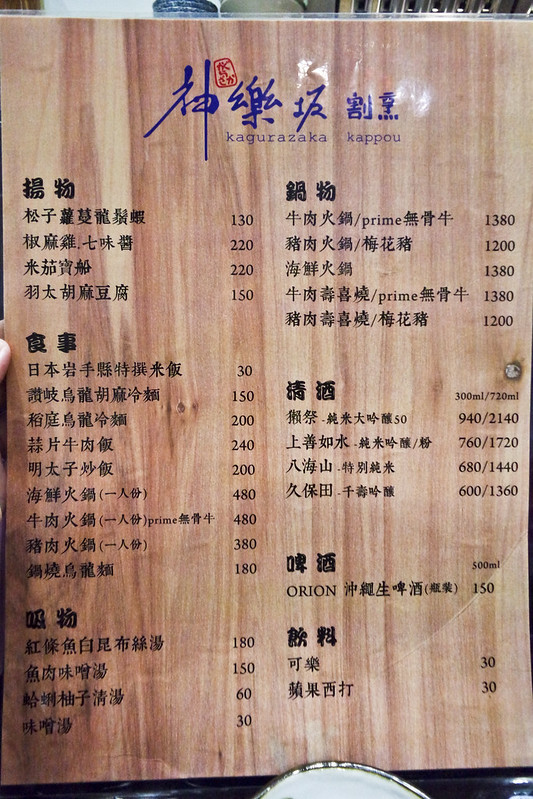 神樂坂 割烹
kagurazaka kappou
揚物
松子蘿蔓龍鬚蝦 130
椒麻雞.七味醬 220
米茄寶船 220
羽太胡麻豆腐 150
食事
日本岩手縣特撰米飯 30
讚岐烏龍胡麻冷麵 150
稻庭烏龍冷麵 200
蒜片牛肉飯 240
明太子炒飯 200
海鮮火鍋(一人份) 480
牛肉火鍋(一人份)prime無骨牛 480
豬肉火鍋(一人份) 380
鍋燒烏龍麵 180
吸物
紅條魚白昆布絲湯 180
魚肉味噌湯 150
蛤蜊柚子清湯 60
味噌湯 30
鍋物
牛肉火鍋/prime無骨牛 1380
豬肉火鍋/梅花豬 1200
海鮮火鍋 1380
牛肉壽喜燒/prime無骨牛 1380
豬肉壽喜燒/梅花豬 1200
清酒 300ml/720ml
獺祭-純米大吟釀50 940/2140
上善如水-純米吟釀/粉 760/1720
八海山-特別純米 680/1440
久保田-千壽吟釀 600/1360
啤酒 500ml
ORION 沖繩生啤酒(瓶裝) 150
飲料
可樂 30
蘋果西打 30